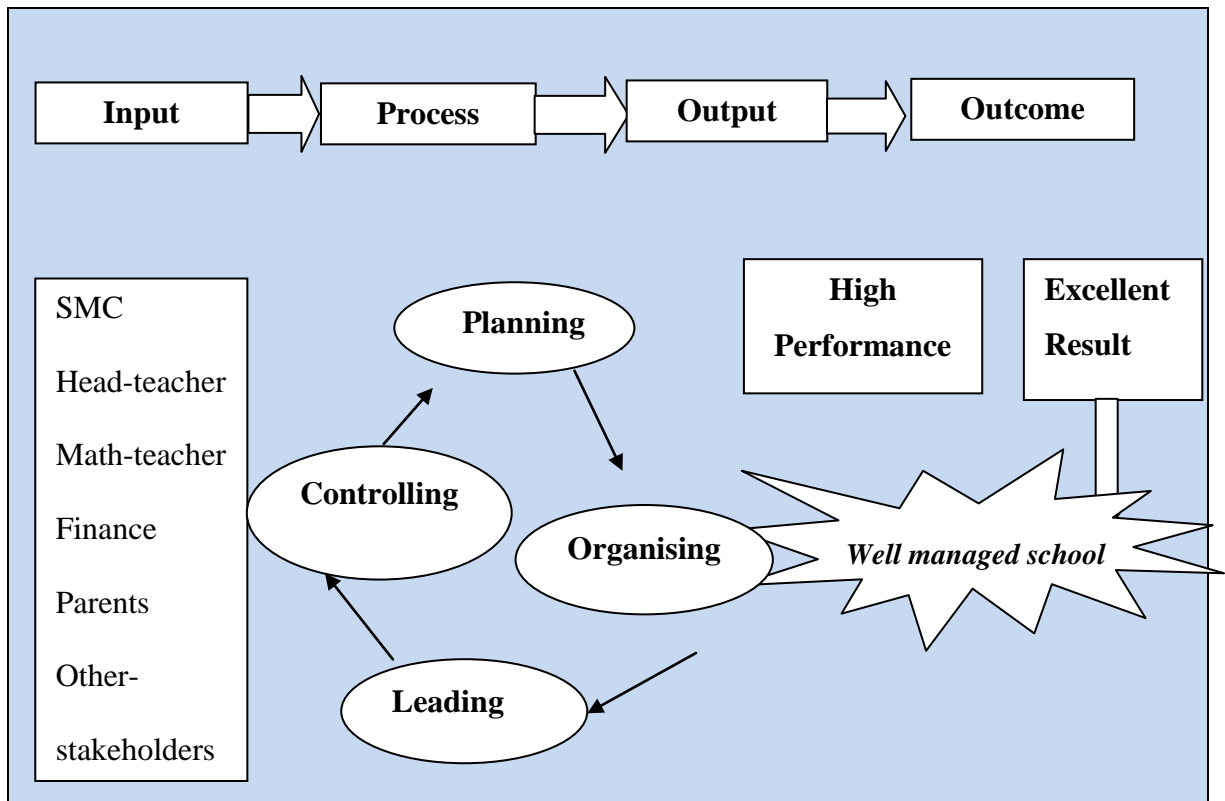 Input
Process
Output
Outcome
SMC
Head-teacher
Math-teacher
Finance
Parents
Other-
stakeholders
Planning
Controlling
Organising
Leading
High
Performance
Excellent
Result
Well managed school